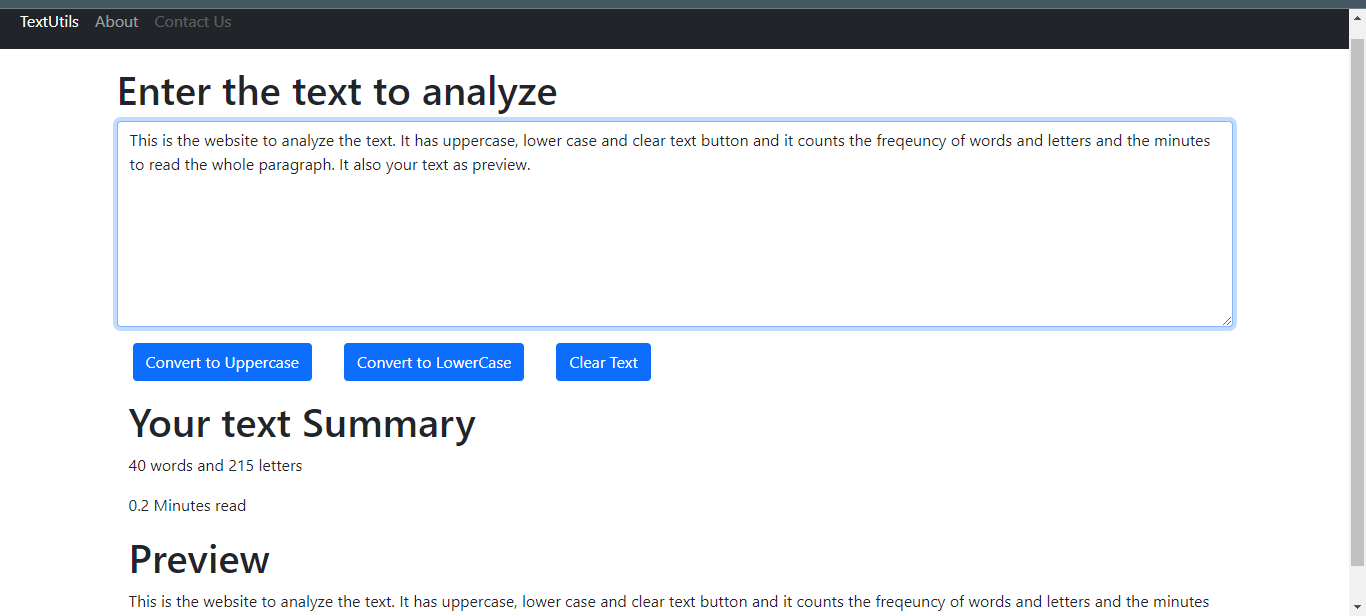 TextUtils About Contact Us
Enter the text to analyze
This is the website to analyze the text. It has uppercase, lower case and clear text button and it counts the freqeuncy of words and letters and the minutes
to read the whole paragraph. It also your text as preview.
Convert to Uppercase Convert to LowerCase Clear Text
Your text Summary
40 words and 215 letters
0.2 Minutes read
Preview
This is the website to analyze the text. It has uppercase, lower case and clear text button and it counts the freqeuncy of words and letters and the minutes